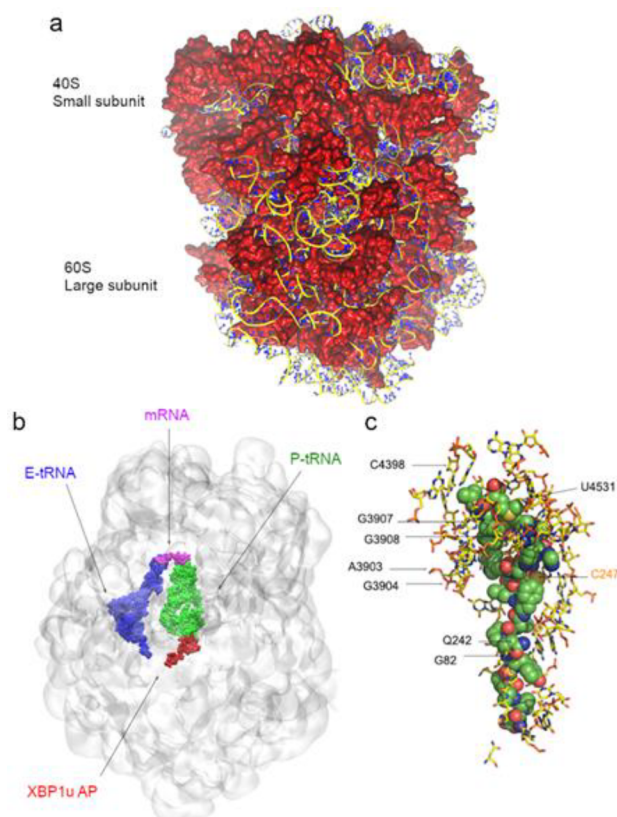 a
40S
Small subunit
60S
Large subunit
b
mRNA
E-tRNA
P-tRNA
XBP1u AP
c
C4398
U4531
G3907
G3908
A3903
C247
G3904
Q242
G82